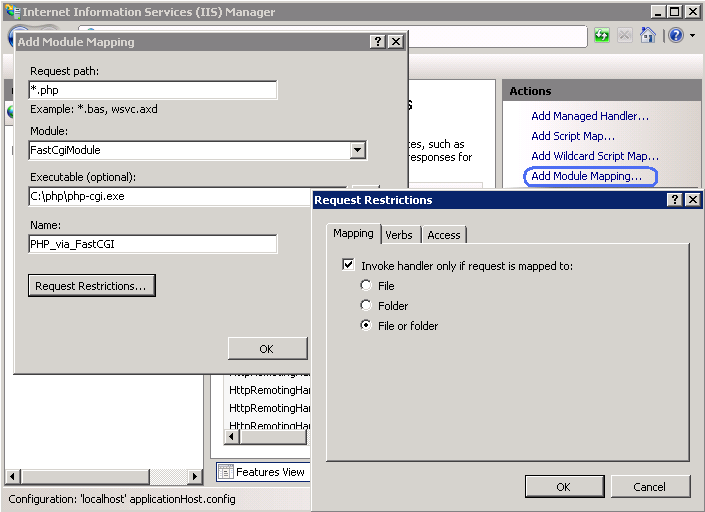 Internet Information Services (IIS) Manager
Add Module Mapping
Request path:
*.php
Example: *.bas, wsvc.axd
Module:
FastCgiModule
Executable (optional):
C:\php\php-cgi.exe
Name:
PHP_via_FastCGI
Request Restrictions...
OK
such as
responses for
Actions
Add Managed Handler...
Add Script Map...
Add Wildcard Script Map...
Add Module Mapping...
Request Restrictions
Mapping
Verbs
Access
Invoke handler only if request is mapped to:
File
Folder
File or folder
OK
Cancel
HttpRemotingHa
HttpRemotingHa
HttpRemotingHa
Features View
Configuration: 'localhost' applicationHost.config